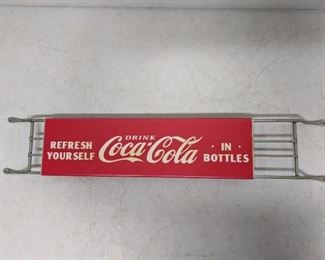 REFRESH YOURSELF
DRINK
Coca-Cola
· IN ·
BOTTLES